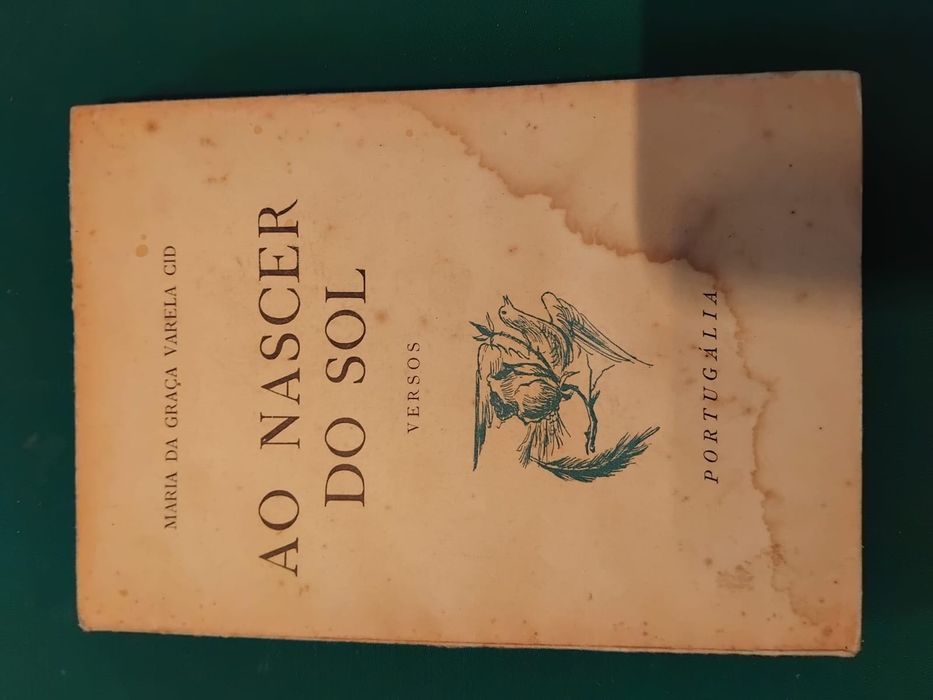 MARIA DA GRAÇA VARELA CID
AO NASCER
DO SOL
VERSOS
PORTUGÁLIA